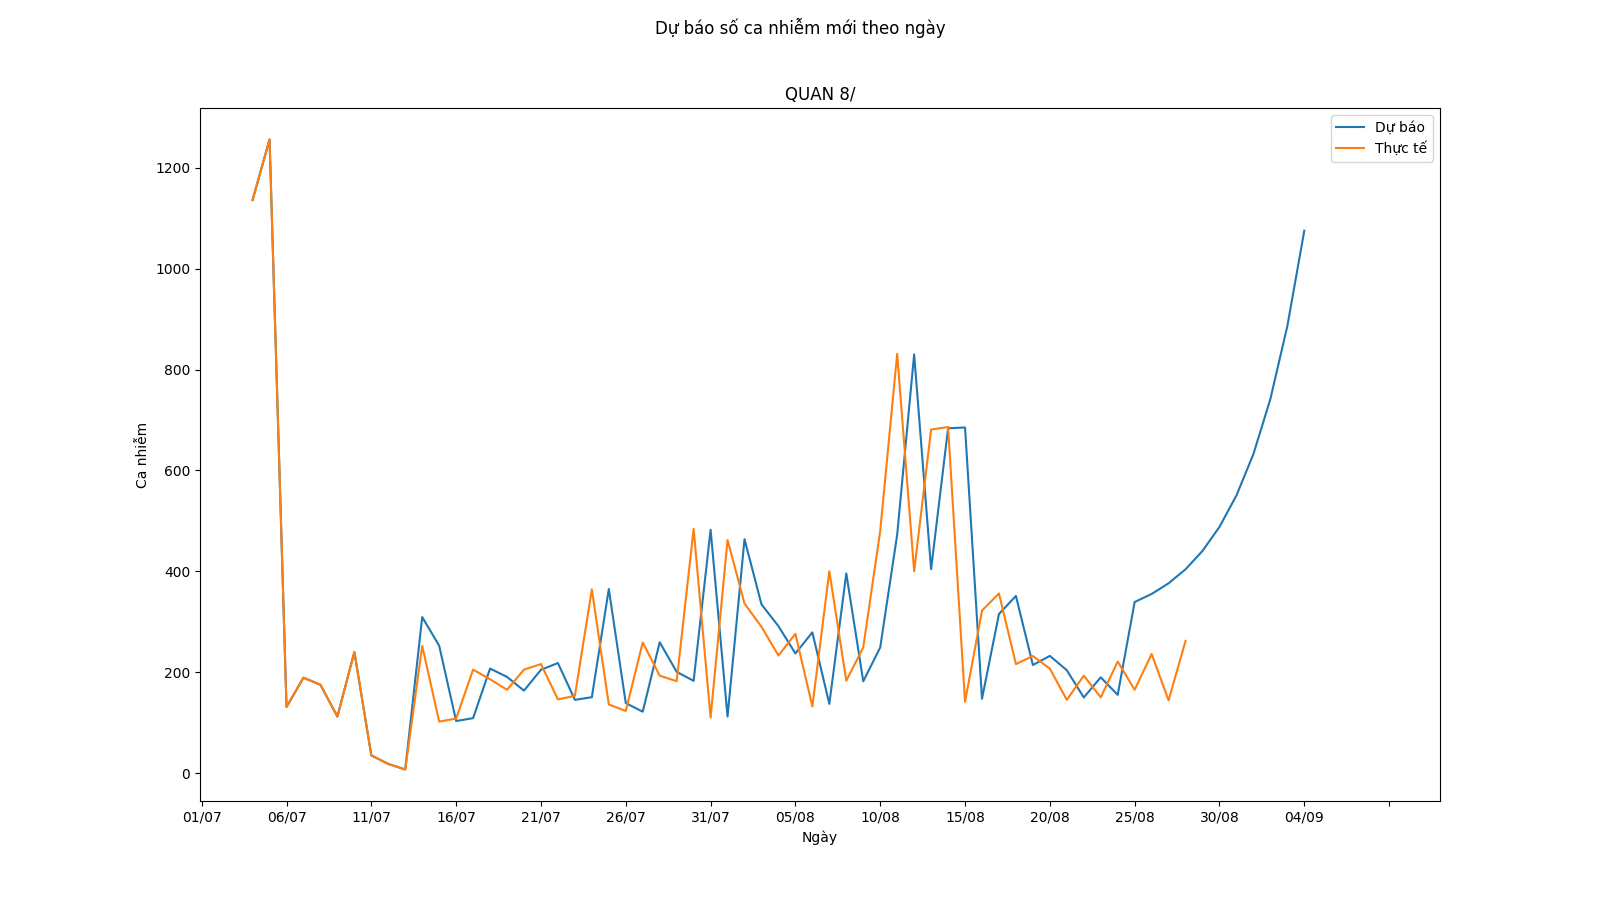 Dự báo số ca nhiễm mới theo ngày
QUAN 8/
Dự báo
Thực tế
1200
1000
800
600
400
200
0
Ca nhiễm
01/07 06/07 11/07 16/07 21/07 26/07 31/07 05/08 10/08 15/08 20/08 25/08 30/08 04/09
Ngày